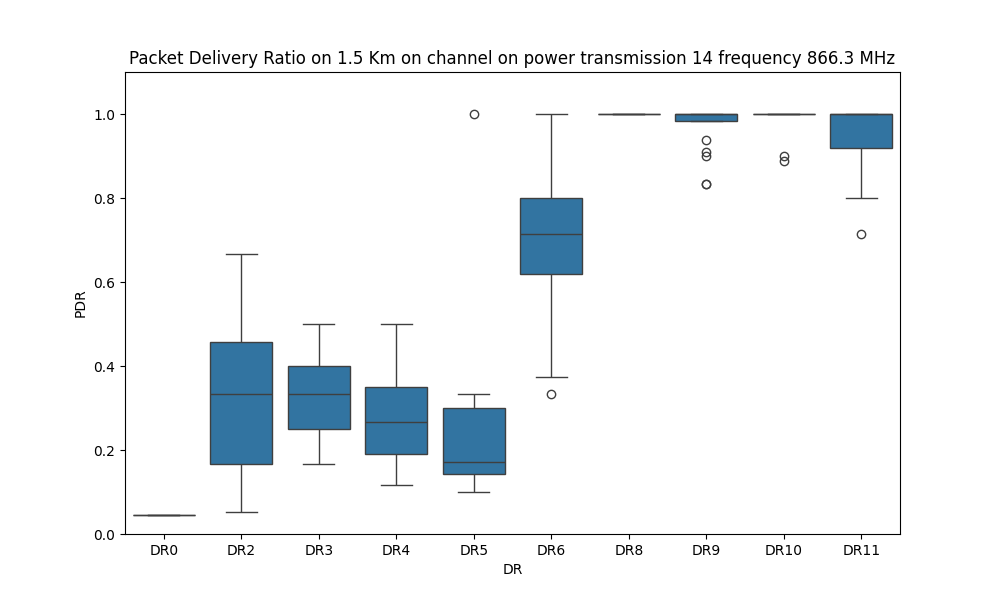 Packet Delivery Ratio on 1.5 Km on channel on power transmission 14 frequency 866.3 MHz
1.0
0.8
0.6
0.4
0.2
0.0
PDR
DR0 DR2 DR3 DR4 DR5 DR6 DR8 DR9 DR10 DR11
DR